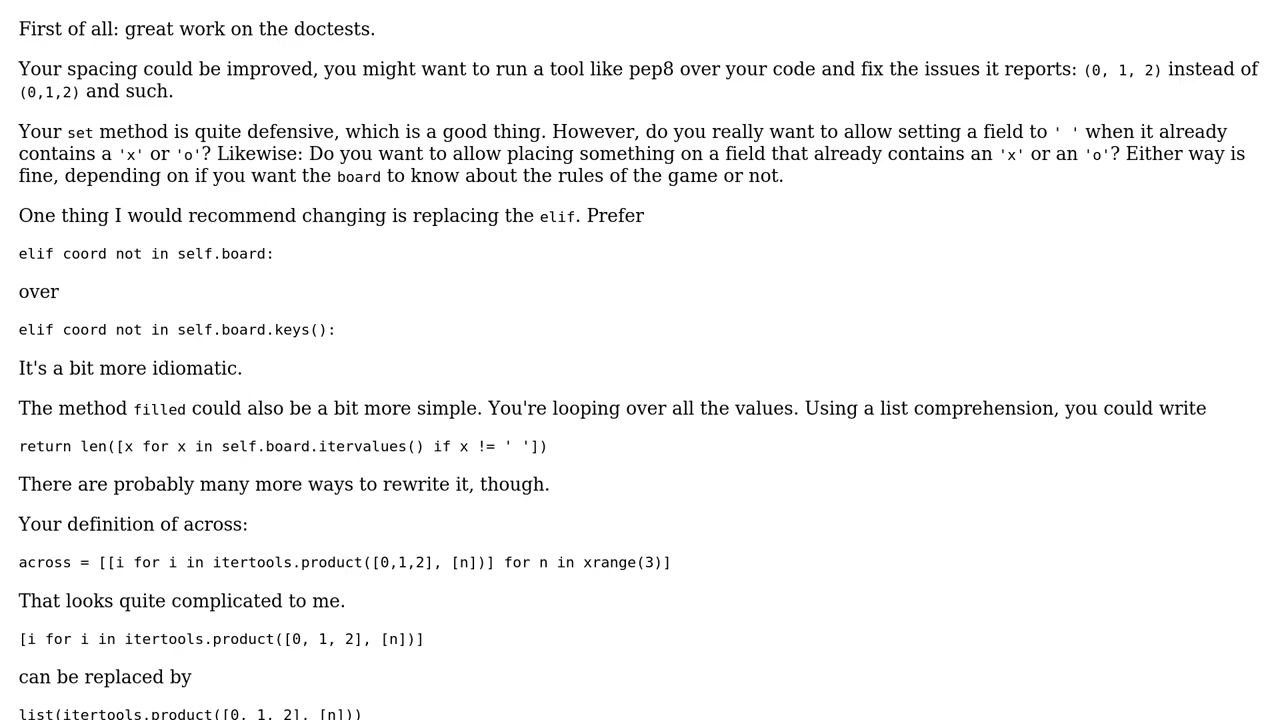 First of all: great work on the doctests.
Your spacing could be improved, you might want to run a tool like pep8 over your code and fix the issues it reports: (0, 1, 2) instead of
(0,1,2) and such.
Your set method is quite defensive, which is a good thing. However, do you really want to allow setting a field to ' ' when it already
contains a 'x' or 'o'? Likewise: Do you want to allow placing something on a field that already contains an 'x' or an 'o'? Either way is
fine, depending on if you want the board to know about the rules of the game or not.
One thing I would recommend changing is replacing the elif. Prefer
elif coord not in self.board:
over
elif coord not in self.board.keys():
It's a bit more idiomatic.
The method filled could also be a bit more simple. You're looping over all the values. Using a list comprehension, you could write
return len([x for x in self.board.itervalues() if x != ' '])
There are probably many more ways to rewrite it, though.
Your definition of across:
across = [[i for i in itertools.product([0,1,2], [n])] for n in xrange(3)]
That looks quite complicated to me.
[i for i in itertools.product([0, 1, 2], [n])]
can be replaced by
list(itertools.product([0, 1, 2], [n]))